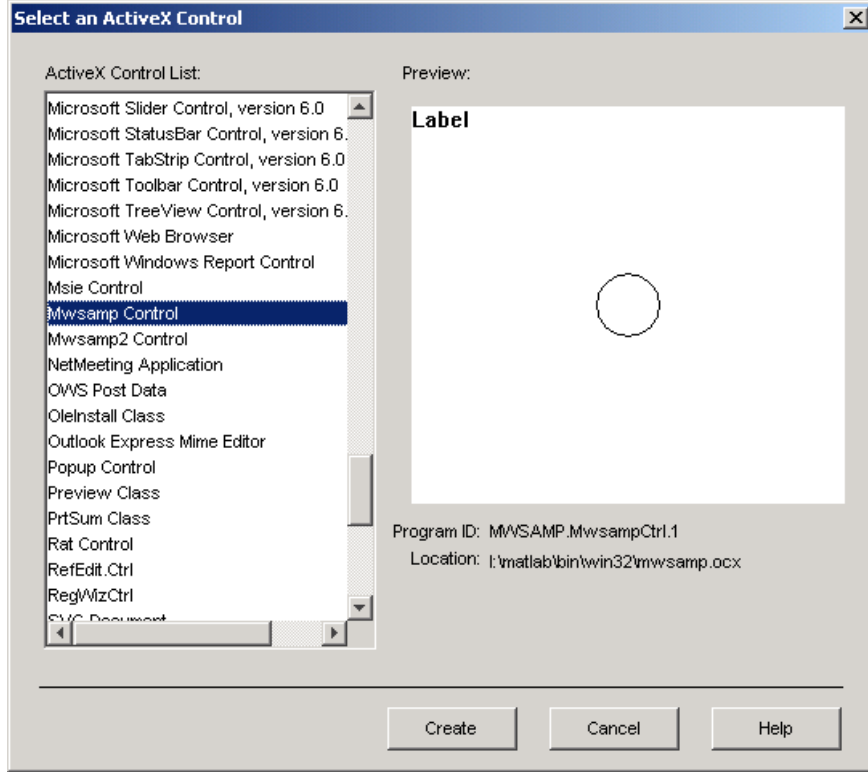 Select an ActiveX Control
ActiveX Control List:
Microsoft Slider Control, version 6.0
Microsoft StatusBar Control, version 6.
Microsoft TabStrip Control, version 6.0
Microsoft Toolbar Control, version 6.0
Microsoft TreeView Control, version 6.
Microsoft Web Browser
Microsoft Windows Report Control
Msie Control
Mwsamp Control
Mwsamp2 Control
NetMeeting Application
OWS Post Data
OleInstall Class
Outlook Express Mime Editor
Popup Control
Preview Class
PrtSum Class
Rat Control
RefEdit.Ctrl
RegWizCtrl
SVG Document
Preview:
Label
Program ID: MWSAMP.MwsampCtrl.1
Location: I:\matlab\bin\win32\mwsamp.ocx
Create
Cancel
Help